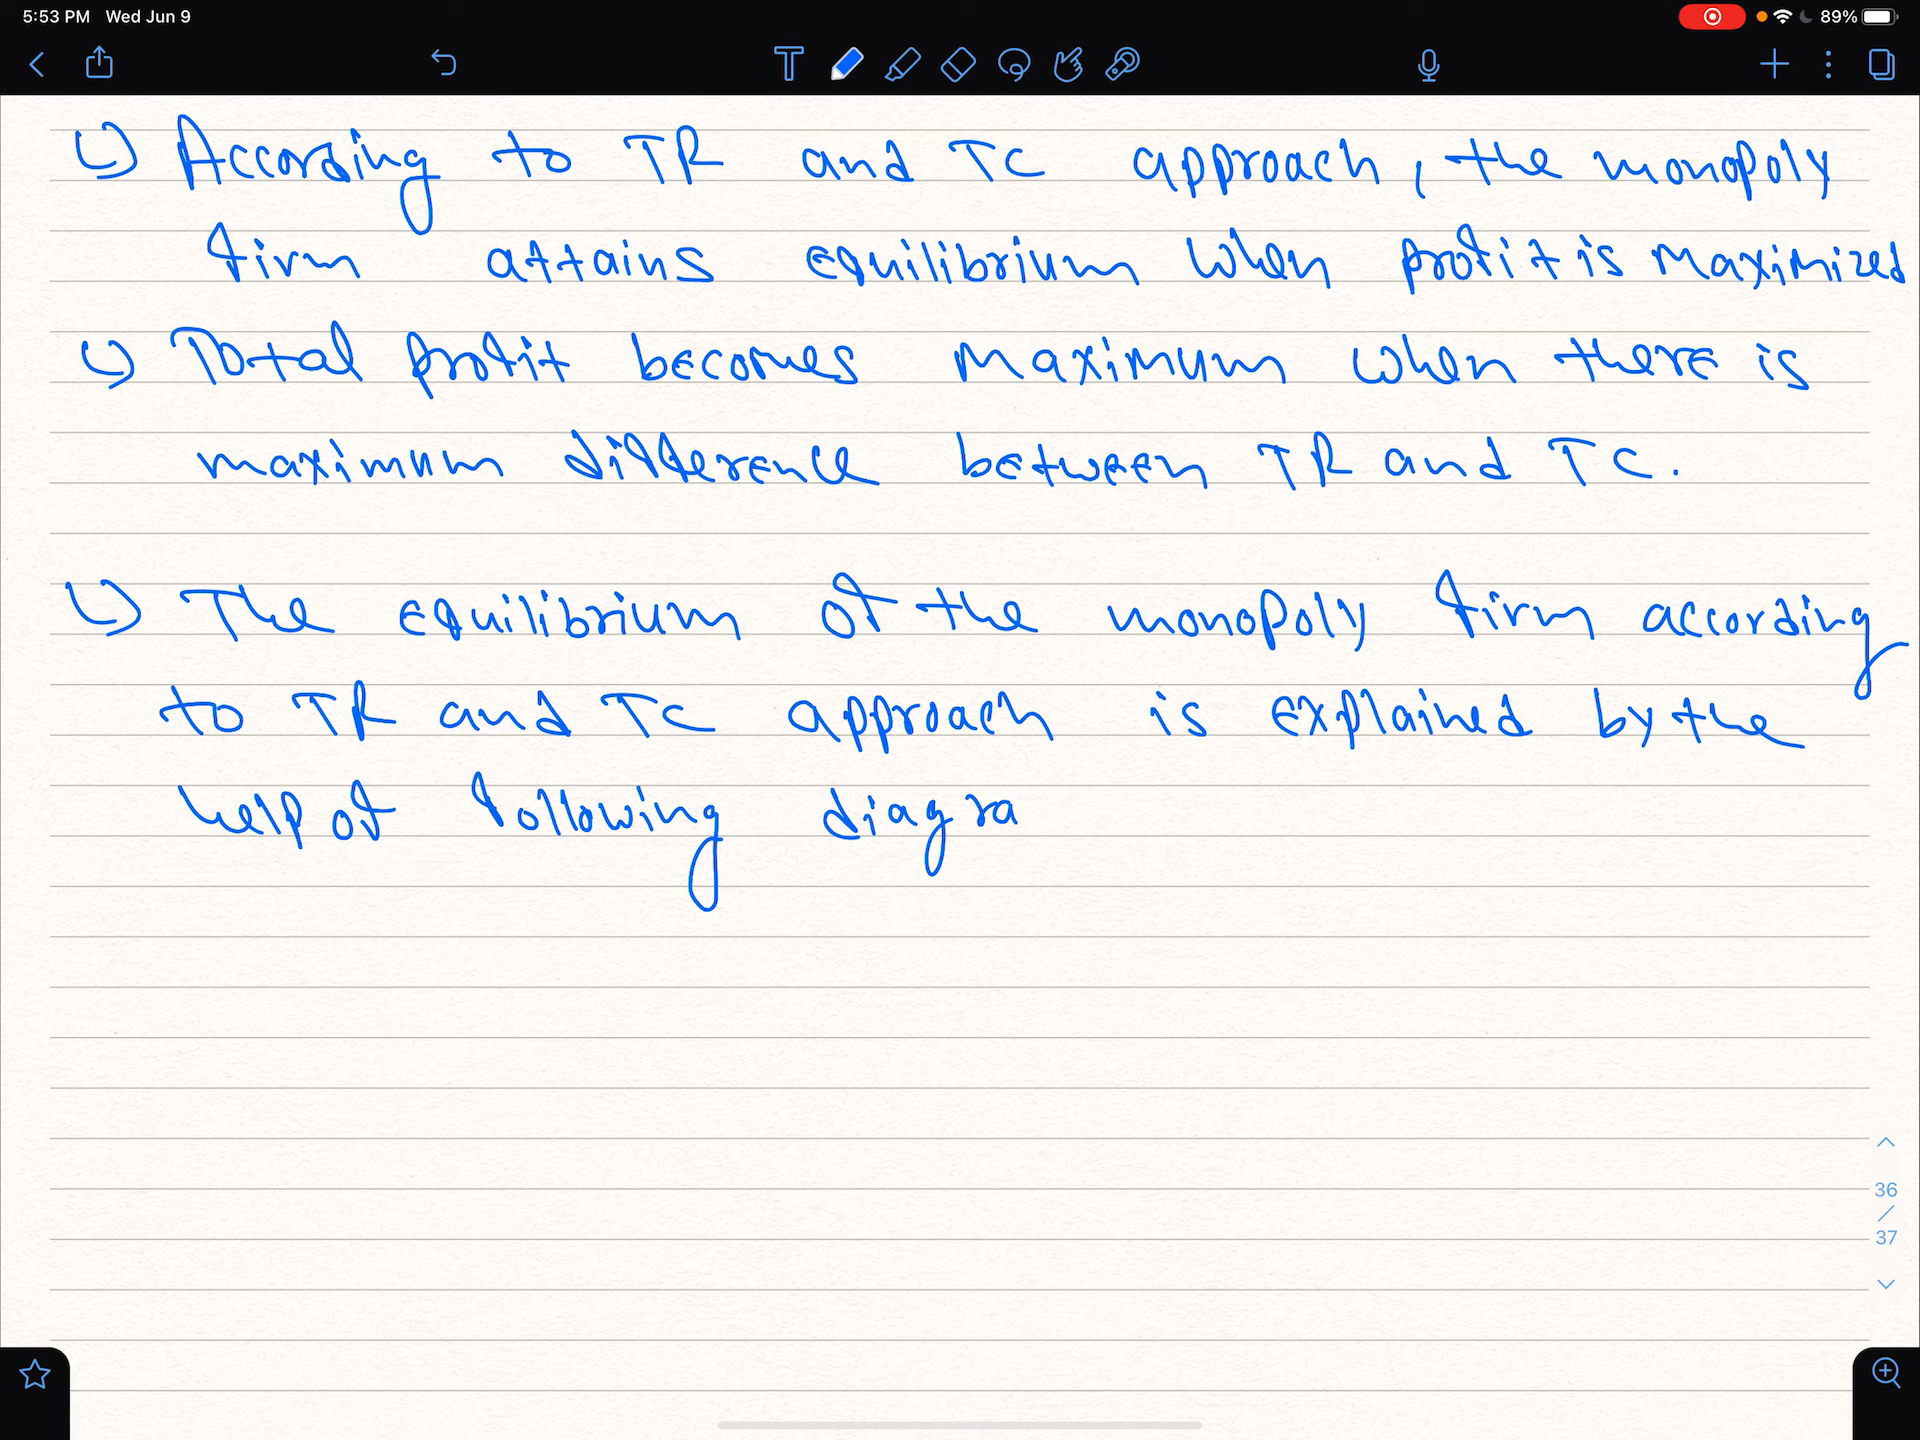 5:53 PM Wed Jun 9
89%
According to TR and TC approach, the monopoly
firm attains equilibrium when profit is maximized
Total profit becomes maximum when there is
maximum difference between TR and TC.
The equilibrium of the monopoly firm according
to TR and TC approach is explained by the
help of following diagra
36
/
37